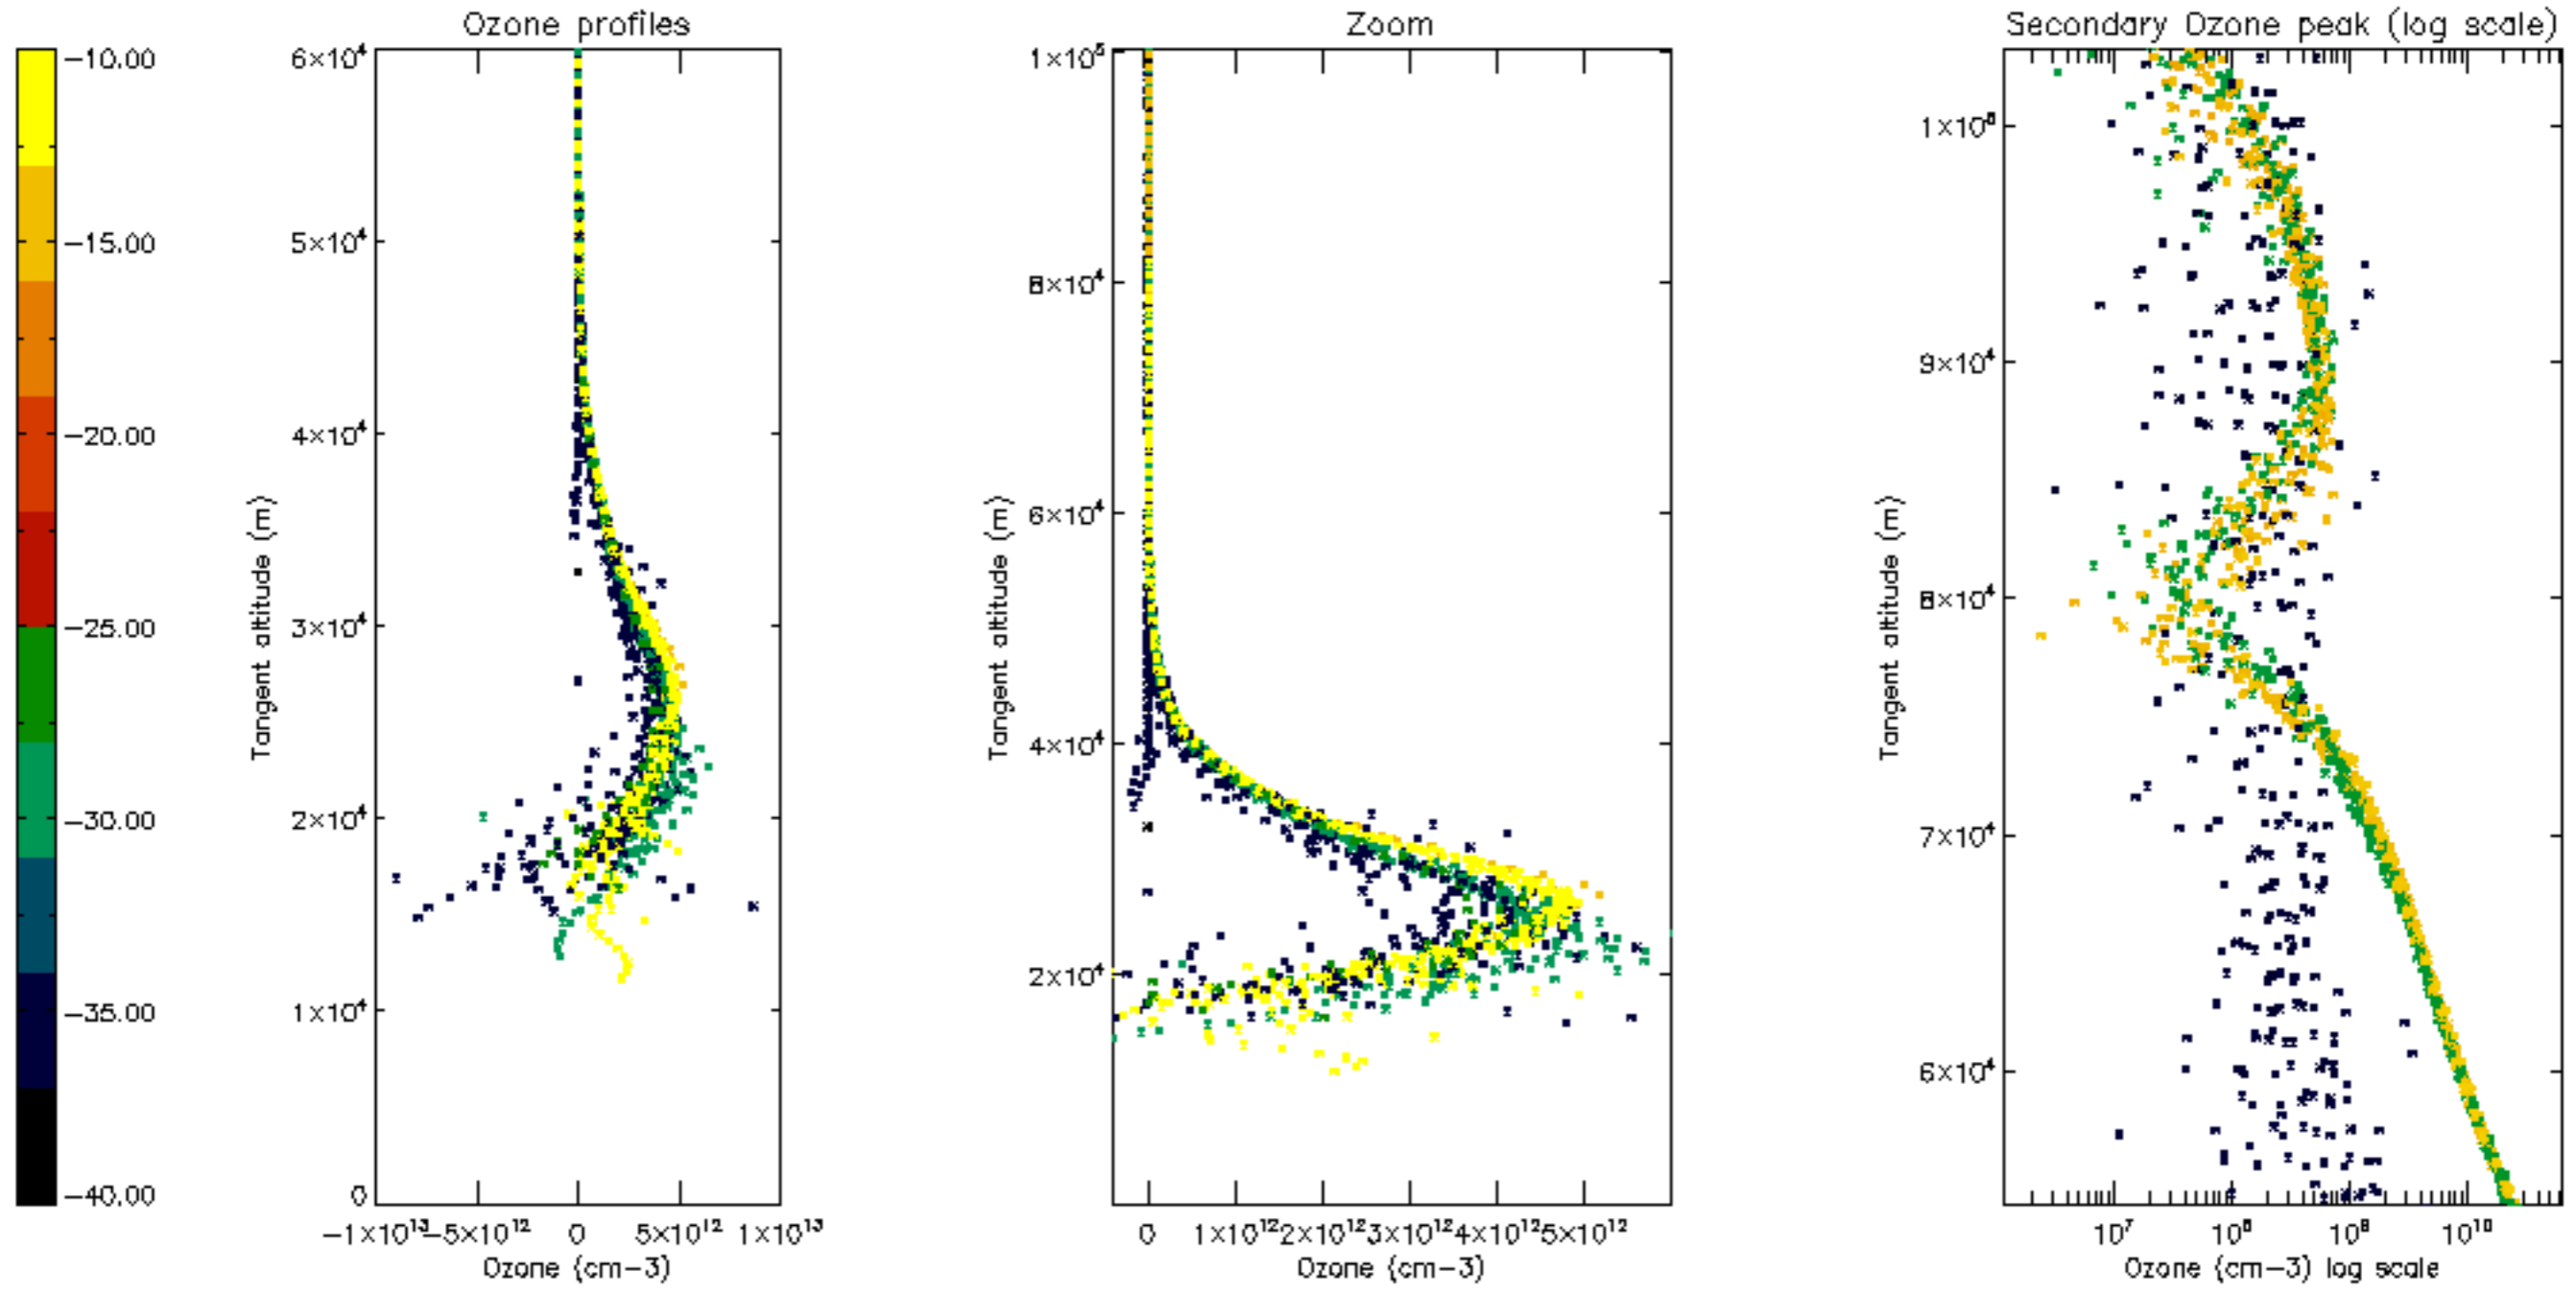 Ozone profiles
Zoom
Secondary Ozone peak (log scale)
−10.00
−15.00
−20.00
−25.00
−30.00
−35.00
−40.00
6×10⁴
5×10⁴
4×10⁴
3×10⁴
2×10⁴
1×10⁴
0
Tangent altitude (m)
−1×10¹³ −5×10¹² 0 5×10¹² 1×10¹³
Ozone (cm−3)
1×10⁵
8×10⁴
6×10⁴
4×10⁴
2×10⁴
Tangent altitude (m)
0 1×10¹² 2×10¹² 3×10¹² 4×10¹² 5×10¹²
Ozone (cm−3)
1×10⁵
9×10⁴
8×10⁴
7×10⁴
6×10⁴
Tangent altitude (m)
10⁷ 10⁸ 10⁹ 10¹⁰
Ozone (cm−3) log scale